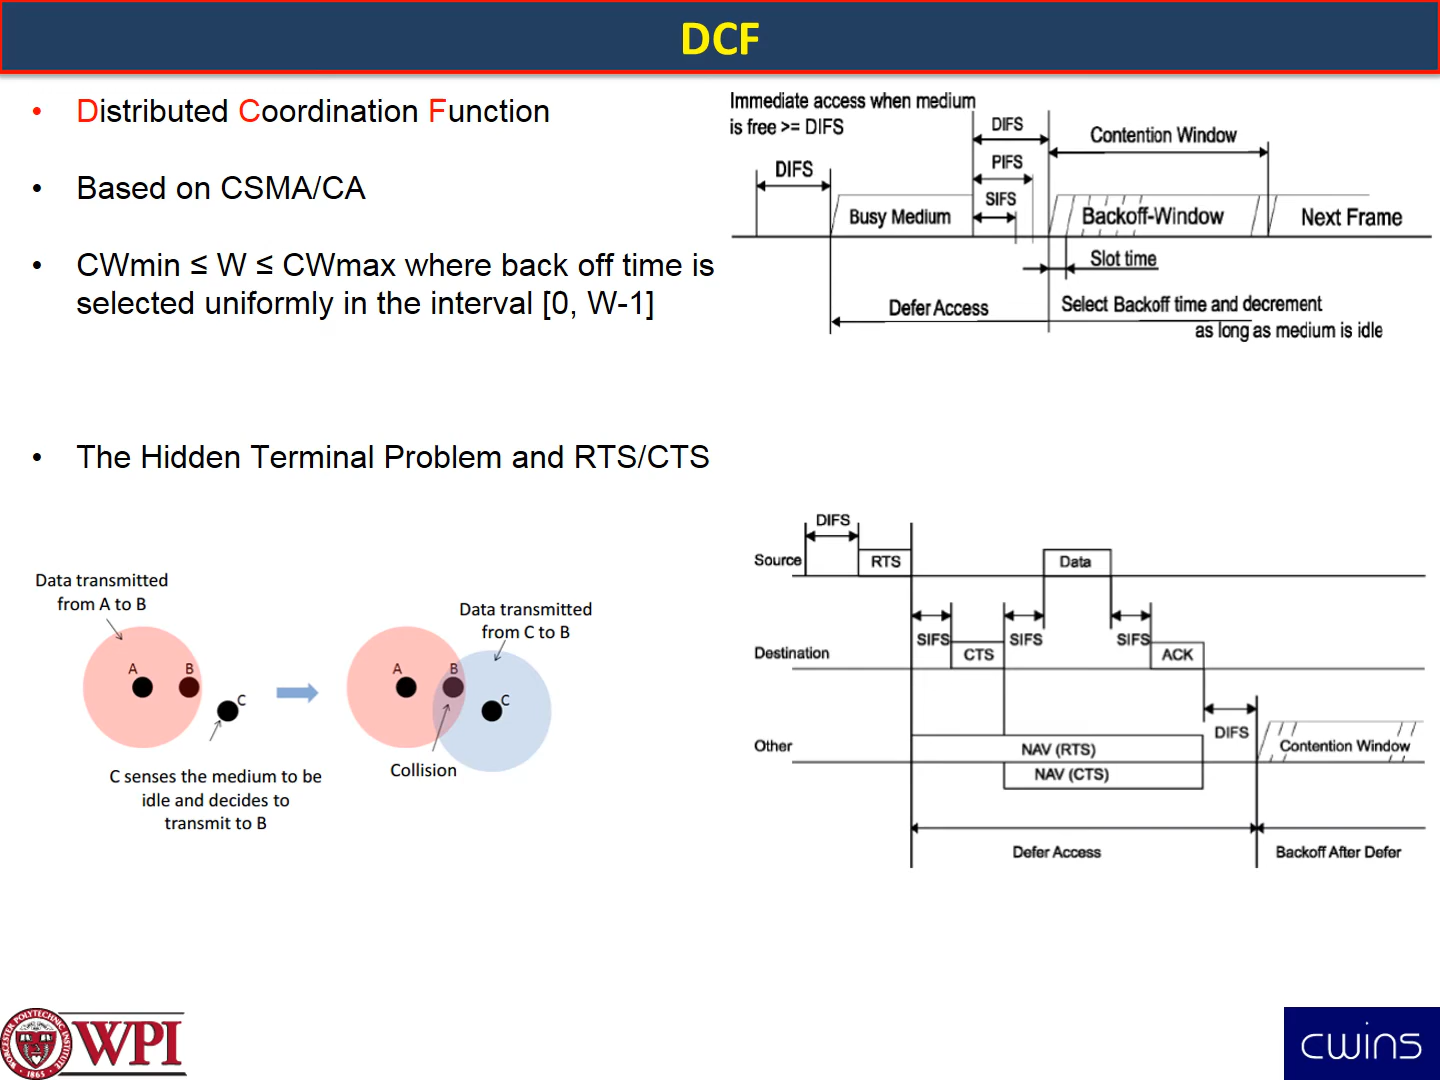 DCF
• Distributed Coordination Function
• Based on CSMA/CA
• CWmin ≤ W ≤ CWmax where back off time is
selected uniformly in the interval [0, W-1]
Immediate access when medium
is free >= DIFS
DIFS
DIFS
PIFS
SIFS
Contention Window
Busy Medium
Backoff-Window
Next Frame
Slot time
Defer Access
Select Backoff time and decrement
as long as medium is idle
• The Hidden Terminal Problem and RTS/CTS
Data transmitted
from A to B
A
B
C
C senses the medium to be
idle and decides to
transmit to B
Data transmitted
from C to B
A
B
C
Collision
DIFS
Source
RTS
Data
SIFS
SIFS
SIFS
Destination
CTS
ACK
DIFS
Other
NAV (RTS)
Contention Window
NAV (CTS)
Defer Access
Backoff After Defer
WORCESTER POLYTECHNIC INSTITUTE
1865
WPI
cwins